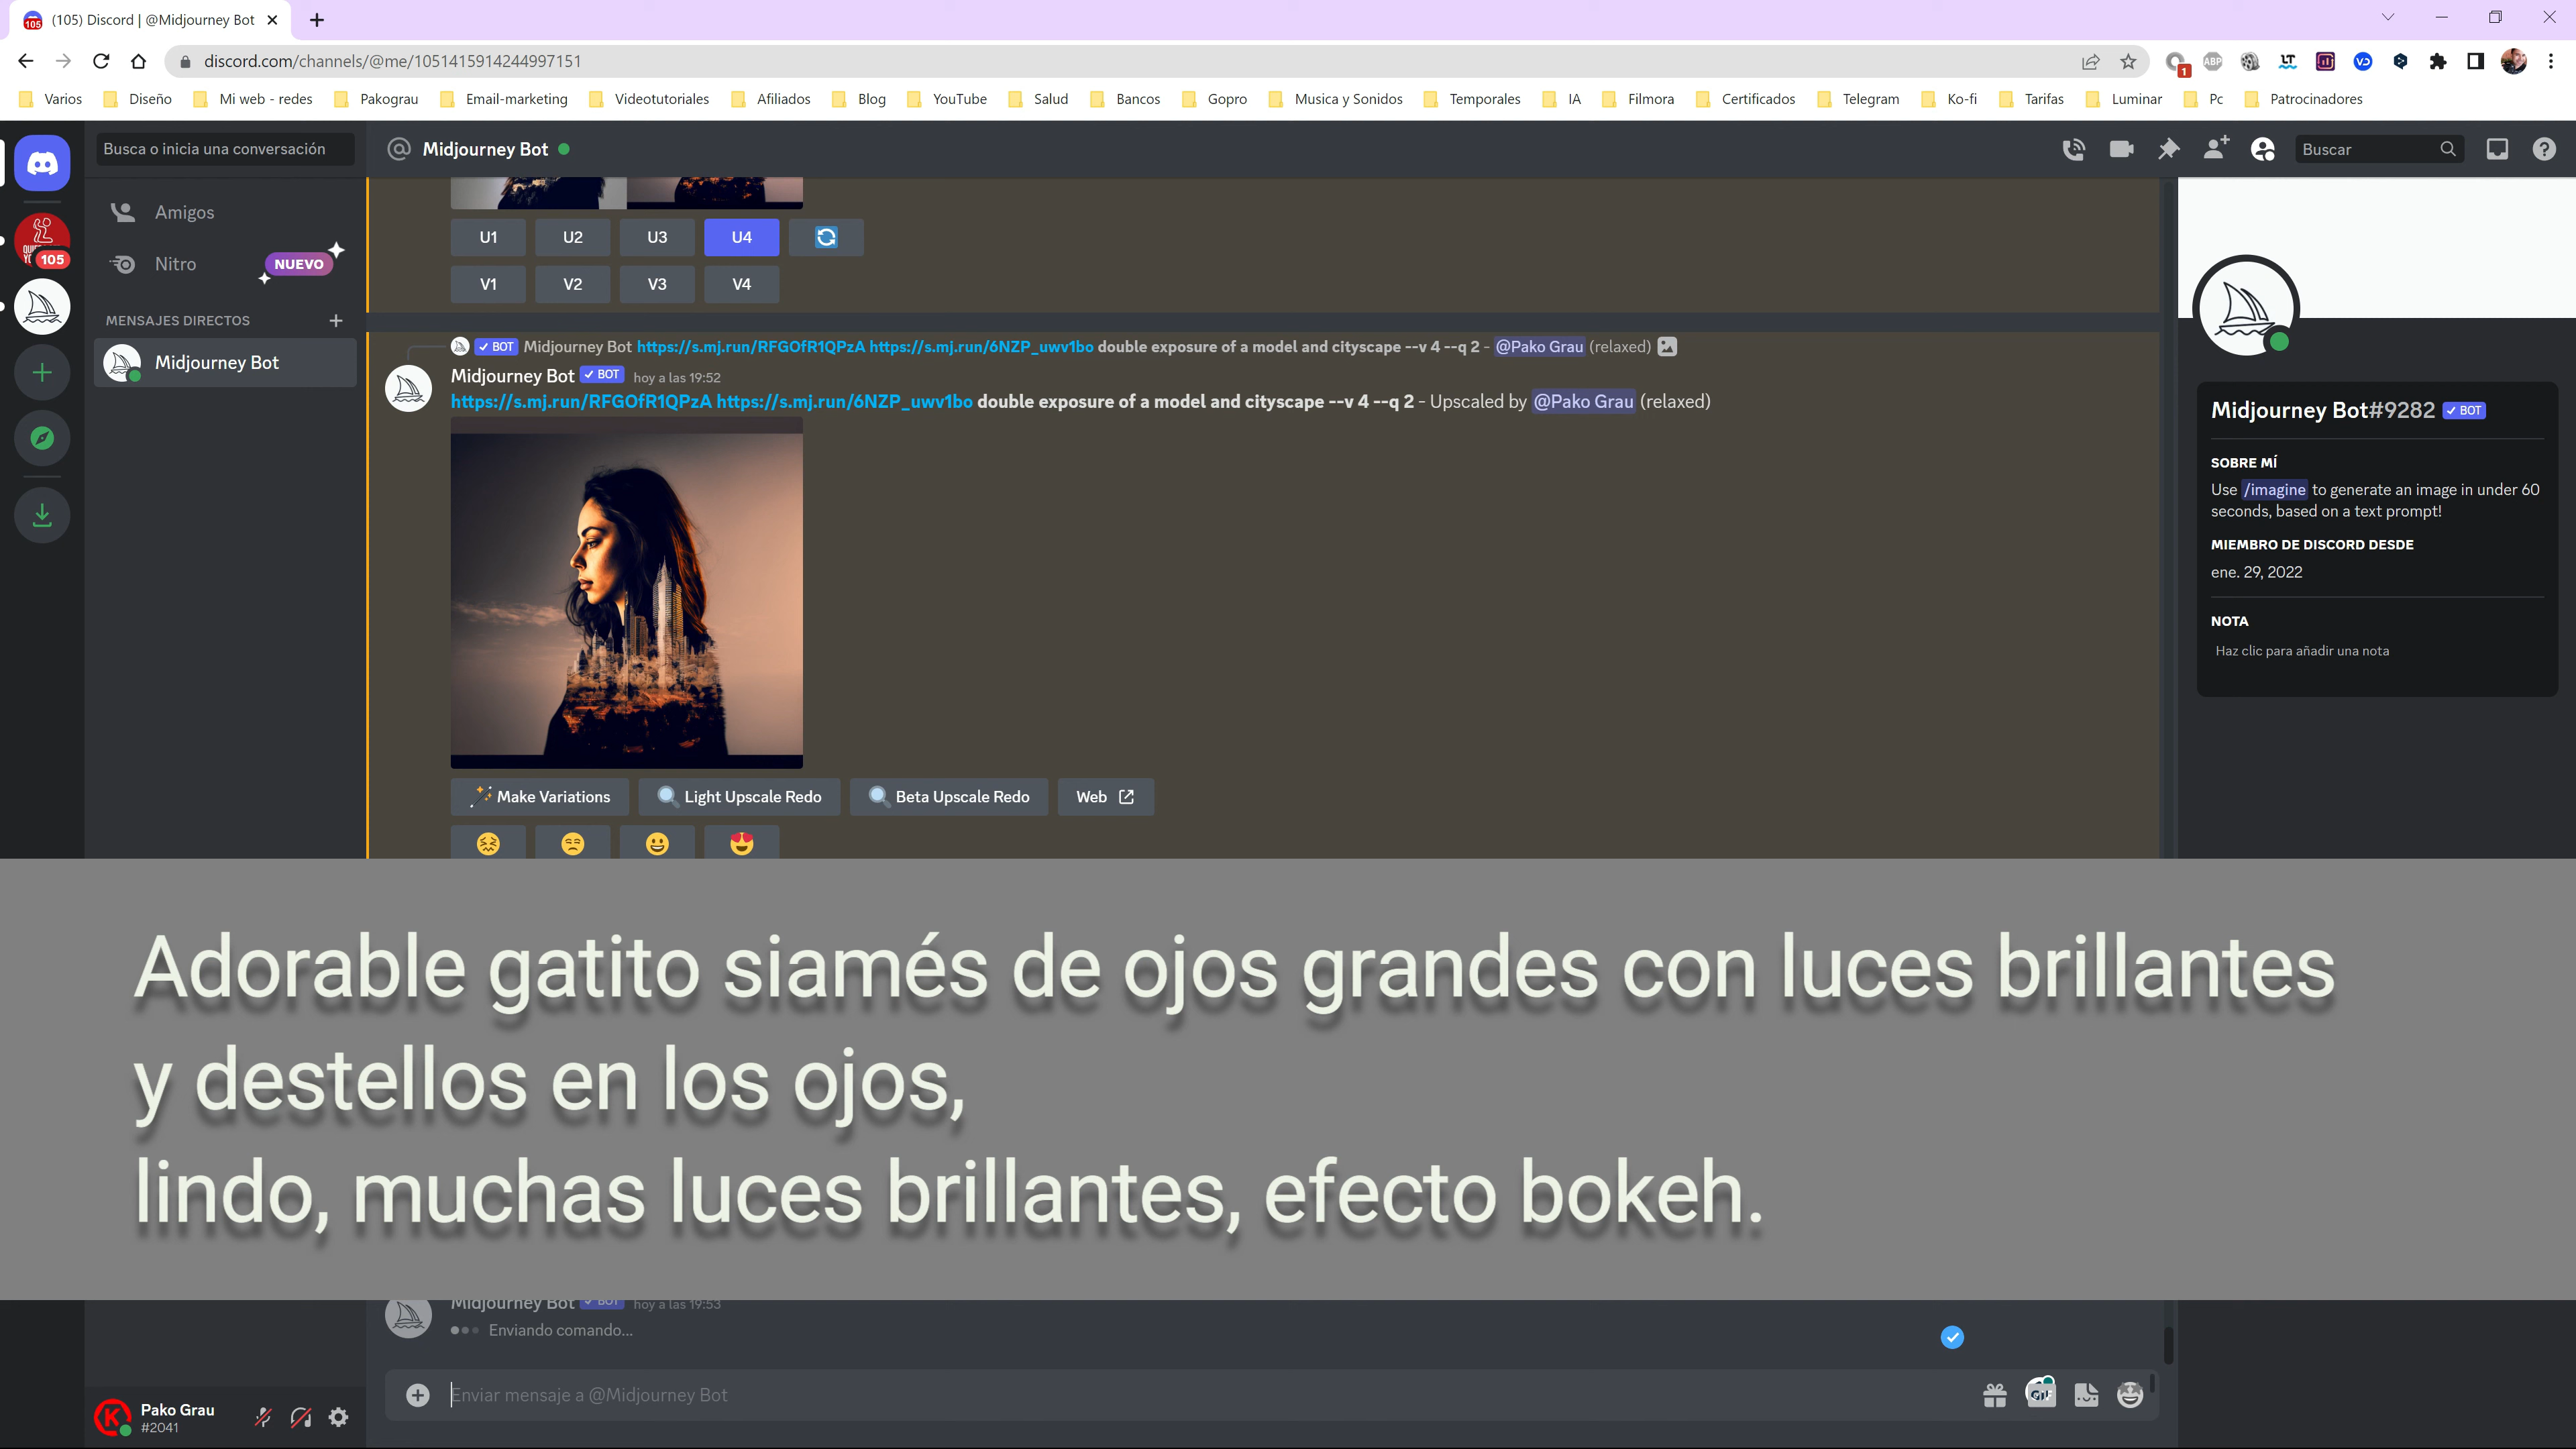 (105) Discord | @Midjourney Bot
discord.com/channels/@me/1051415914244997151
Varios Diseño Mi web - redes Pakograu Email-marketing Videotutoriales Afiliados Blog YouTube Salud Bancos Gopro Musica y Sonidos Temporales IA Filmora Certificados Telegram Ko-fi Tarifas Luminar Pc Patrocinadores
Busca o inicia una conversación
Midjourney Bot
Buscar
Amigos
Nitro
NUEVO
105
MENSAJES DIRECTOS
Midjourney Bot
U1 U2 U3 U4
V1 V2 V3 V4
BOT Midjourney Bot https://s.mj.run/RFGOfR1QPzA https://s.mj.run/6NZP_uwv1bo double exposure of a model and cityscape --v 4 --q 2 - @Pako Grau (relaxed)
Midjourney Bot BOT hoy a las 19:52
https://s.mj.run/RFGOfR1QPzA https://s.mj.run/6NZP_uwv1bo double exposure of a model and cityscape --v 4 --q 2 - Upscaled by @Pako Grau (relaxed)
Make Variations Light Upscale Redo Beta Upscale Redo Web
Midjourney Bot#9282 BOT
SOBRE MÍ
Use /imagine to generate an image in under 60
seconds, based on a text prompt!
MIEMBRO DE DISCORD DESDE
ene. 29, 2022
NOTA
Haz clic para añadir una nota
Adorable gatito siamés de ojos grandes con luces brillantes
y destellos en los ojos,
lindo, muchas luces brillantes, efecto bokeh.
Midjourney Bot BOT hoy a las 19:53
Enviando comando...
Enviar mensaje a @Midjourney Bot
GIF
Pako Grau
#2041